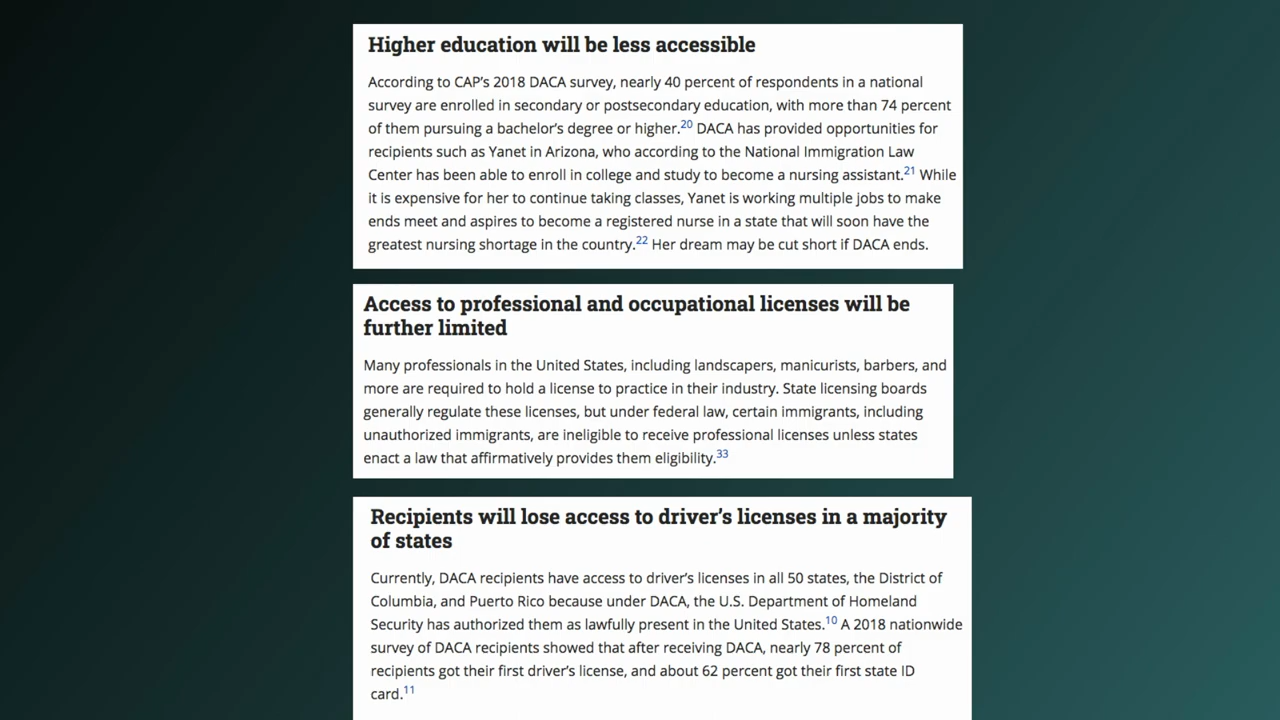 Higher education will be less accessible
According to CAP's 2018 DACA survey, nearly 40 percent of respondents in a national
survey are enrolled in secondary or postsecondary education, with more than 74 percent
of them pursuing a bachelor's degree or higher.20 DACA has provided opportunities for
recipients such as Yanet in Arizona, who according to the National Immigration Law
Center has been able to enroll in college and study to become a nursing assistant.21 While
it is expensive for her to continue taking classes, Yanet is working multiple jobs to make
ends meet and aspires to become a registered nurse in a state that will soon have the
greatest nursing shortage in the country.22 Her dream may be cut short if DACA ends.
Access to professional and occupational licenses will be
further limited
Many professionals in the United States, including landscapers, manicurists, barbers, and
more are required to hold a license to practice in their industry. State licensing boards
generally regulate these licenses, but under federal law, certain immigrants, including
unauthorized immigrants, are ineligible to receive professional licenses unless states
enact a law that affirmatively provides them eligibility.33
Recipients will lose access to driver's licenses in a majority
of states
Currently, DACA recipients have access to driver's licenses in all 50 states, the District of
Columbia, and Puerto Rico because under DACA, the U.S. Department of Homeland
Security has authorized them as lawfully present in the United States.10 A 2018 nationwide
survey of DACA recipients showed that after receiving DACA, nearly 78 percent of
recipients got their first driver's license, and about 62 percent got their first state ID
card.11